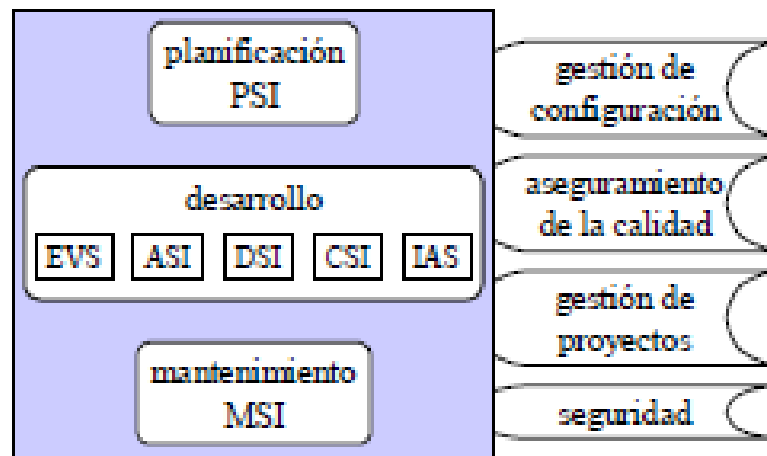 planificación
PSI
desarrollo
EVS ASI DSI CSI IAS
mantenimiento
MSI
gestión de
configuración
aseguramiento
de la calidad
gestión de
proyectos
seguridad